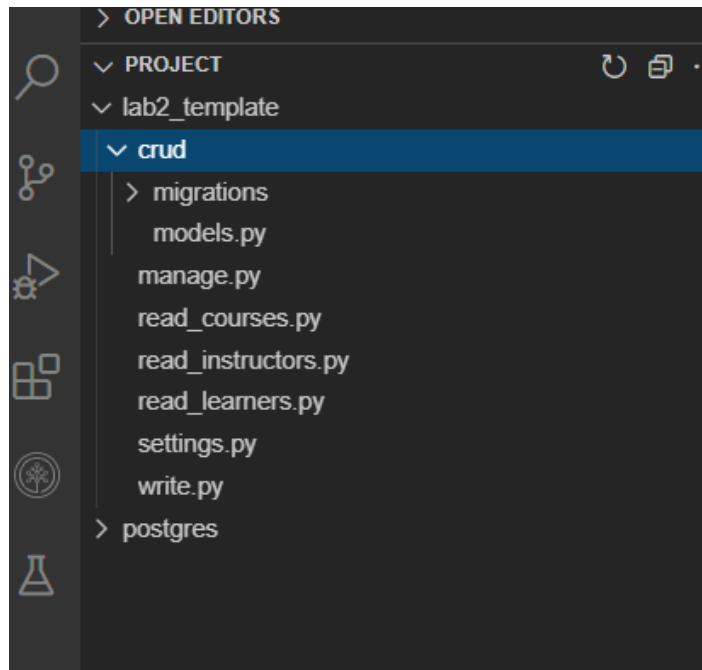 OPEN EDITORS
PROJECT
lab2_template
crud
migrations
models.py
manage.py
read_courses.py
read_instructors.py
read_learners.py
settings.py
write.py
postgres